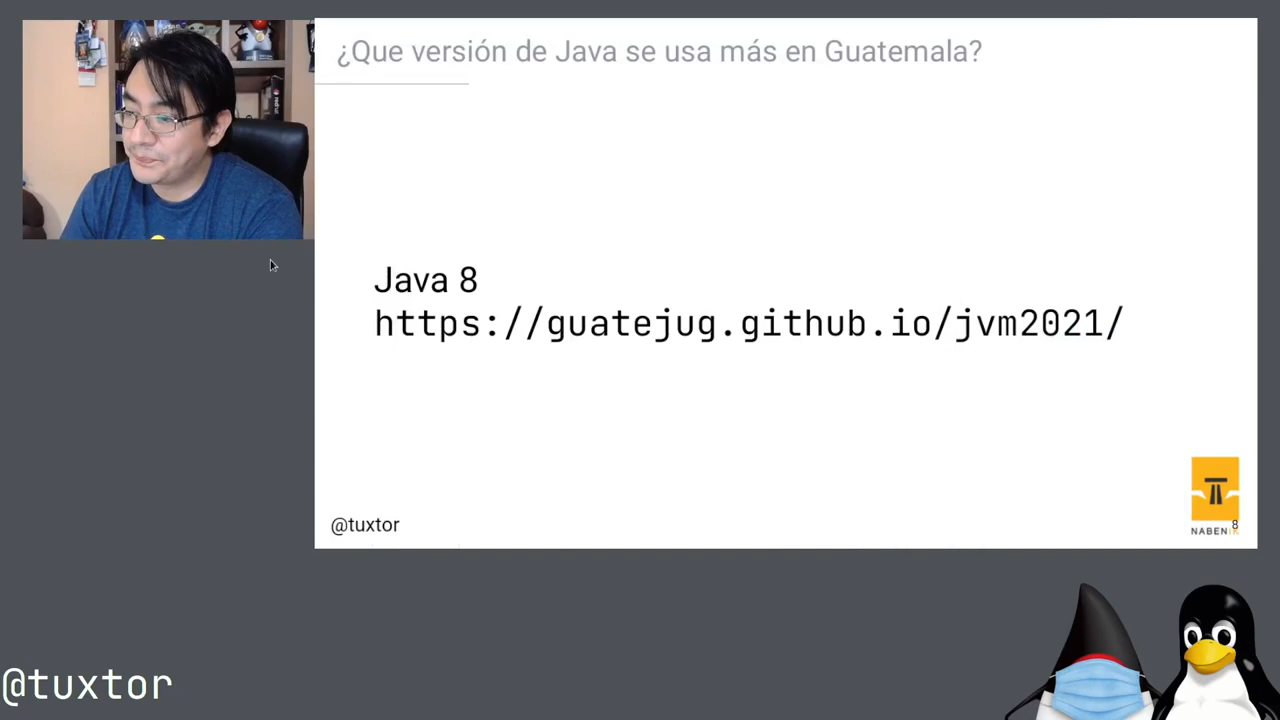 ¿Que versión de Java se usa más en Guatemala?
Java 8
https://guatejug.github.io/jvm2021/
@tuxtor
8
NABENIK
@tuxtor